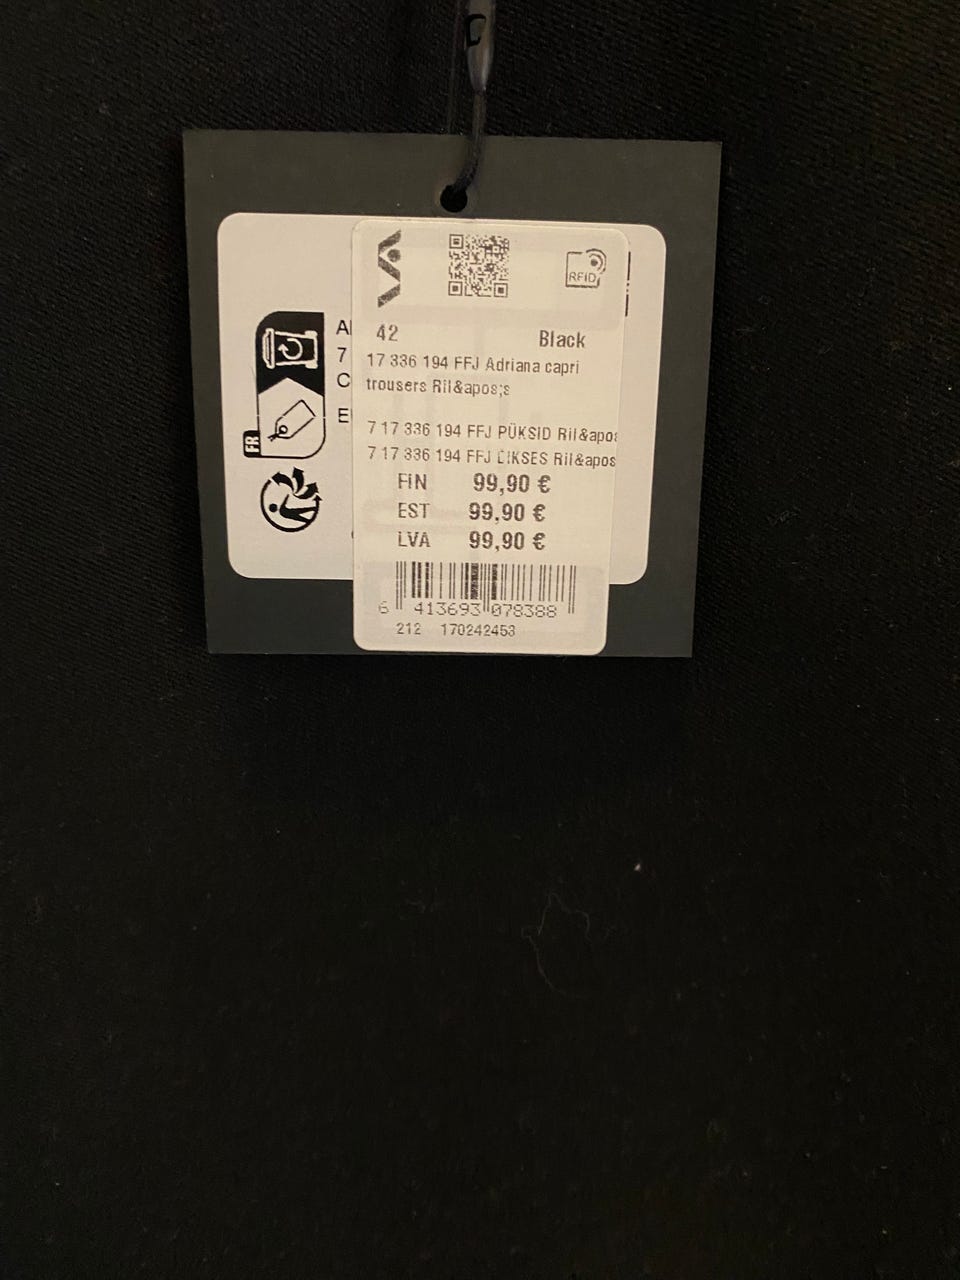 RFID
42 Black
17 336 194 FFJ Adriana capri
trousers Ril&apos;s
7 17 336 194 FFJ PÜKSID Ril&apos
7 17 336 194 FFJ BIKSES Ril&apos
FIN 99,90 €
EST 99,90 €
LVA 99,90 €
6 413693 078388
212 170242453
A
7
C
E
FR